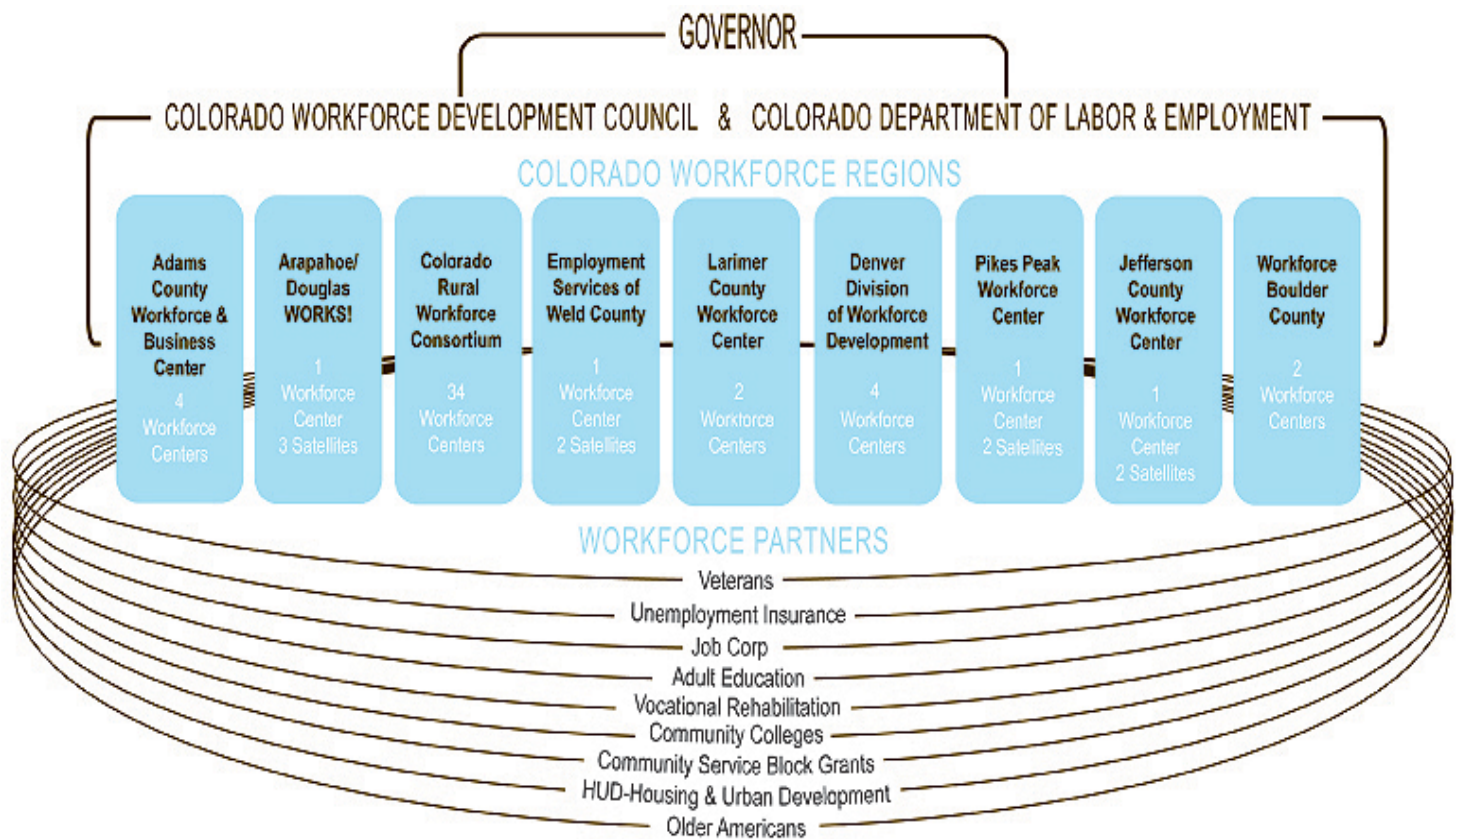 GOVERNOR
COLORADO WORKFORCE DEVELOPMENT COUNCIL & COLORADO DEPARTMENT OF LABOR & EMPLOYMENT
COLORADO WORKFORCE REGIONS
Adams
County
Workforce &
Business
Center
4
Workforce
Centers
Arapahoe/
Douglas
WORKS!
1
Workforce
Center
3 Satellites
Colorado
Rural
Workforce
Consortium
34
Workforce
Centers
Employment
Services of
Weld County
1
Workforce
Center
2 Satellites
Larimer
County
Workforce
Center
2
Workforce
Centers
Denver
Division
of Workforce
Development
4
Workforce
Centers
Pikes Peak
Workforce
Center
1
Workforce
Center
2 Satellites
Jefferson
County
Workforce
Center
1
Workforce
Center
2 Satellites
Workforce
Boulder
County
2
Workforce
Centers
WORKFORCE PARTNERS
Veterans
Unemployment Insurance
Job Corp
Adult Education
Vocational Rehabilitation
Community Colleges
Community Service Block Grants
HUD-Housing & Urban Development
Older Americans